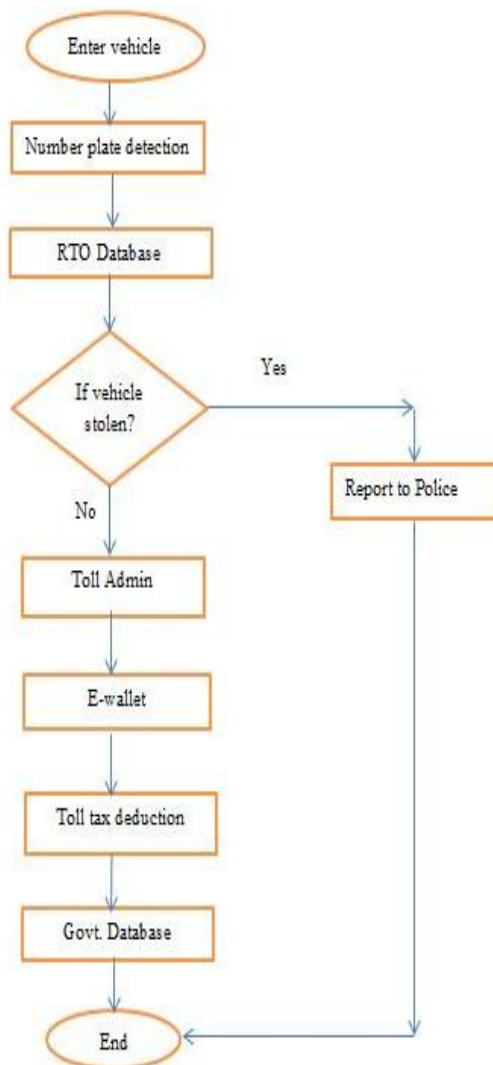 Enter vehicle
Number plate detection
RTO Database
If vehicle
stolen?
Yes
Report to Police
No
Toll Admin
E-wallet
Toll tax deduction
Govt. Database
End